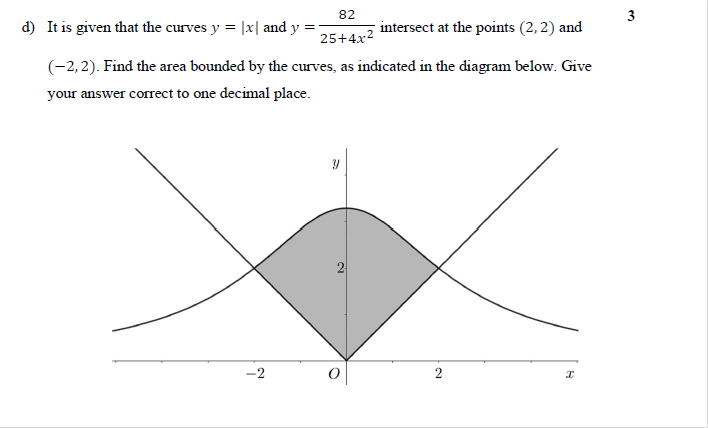 d) It is given that the curves y = |x| and y = 82/(25+4x²) intersect at the points (2, 2) and 3
(−2, 2). Find the area bounded by the curves, as indicated in the diagram below. Give
your answer correct to one decimal place.
y
2
−2 O 2 x